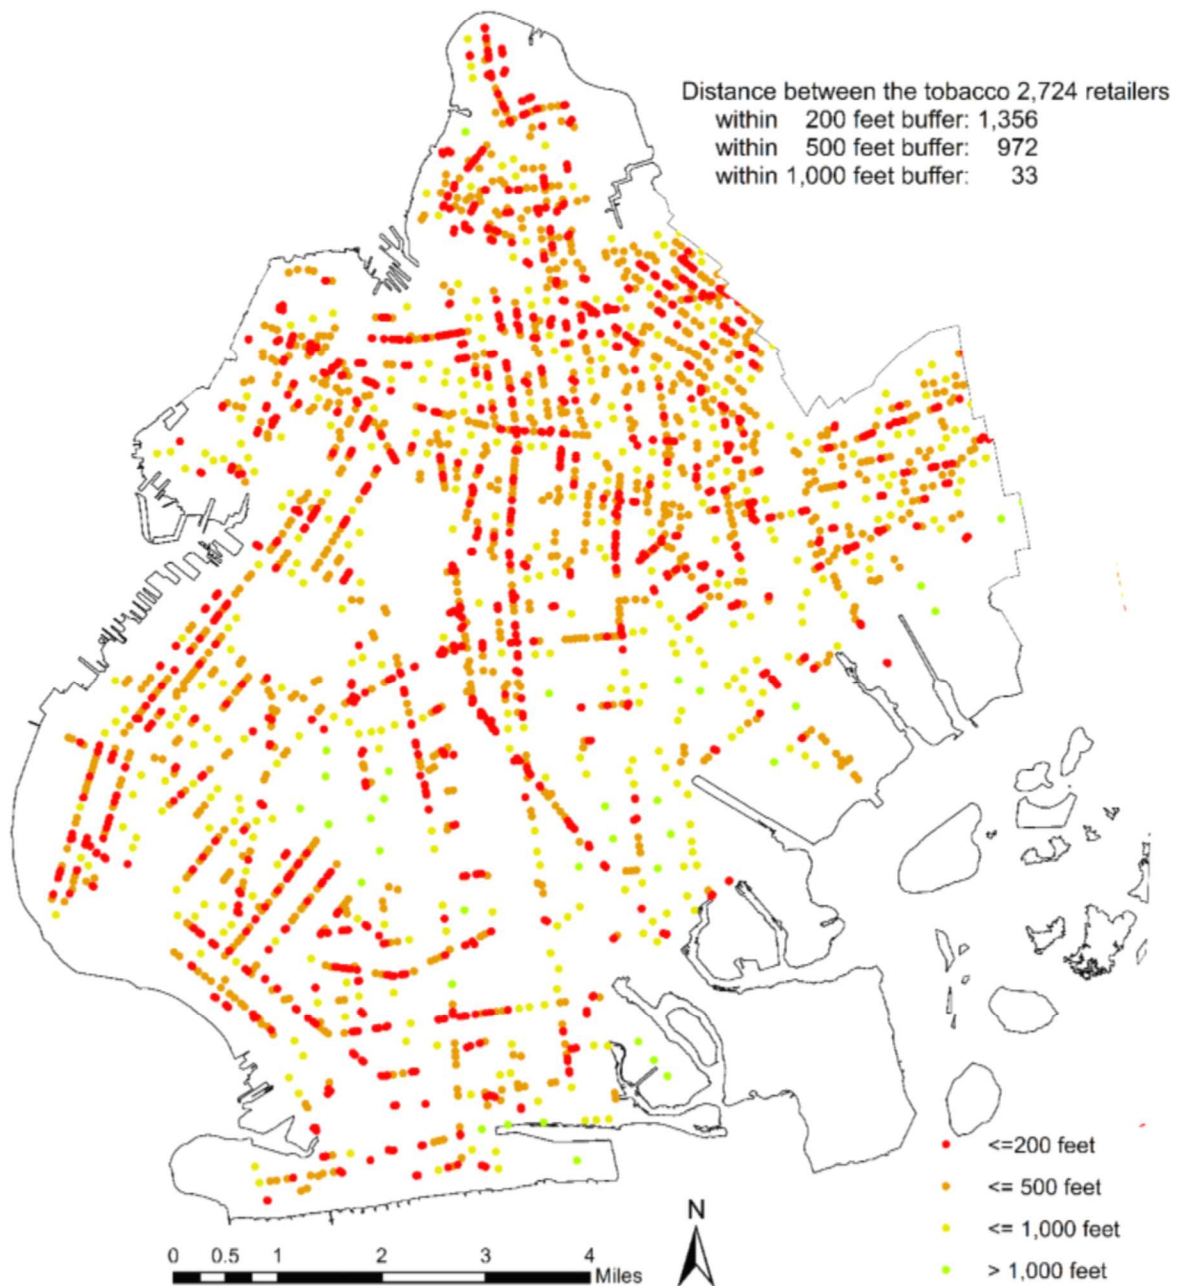 Distance between the tobacco 2,724 retailers
within 200 feet buffer: 1,356
within 500 feet buffer: 972
within 1,000 feet buffer: 33
<=200 feet
<= 500 feet
<= 1,000 feet
> 1,000 feet
N
0 0.5 1 2 3 4
Miles